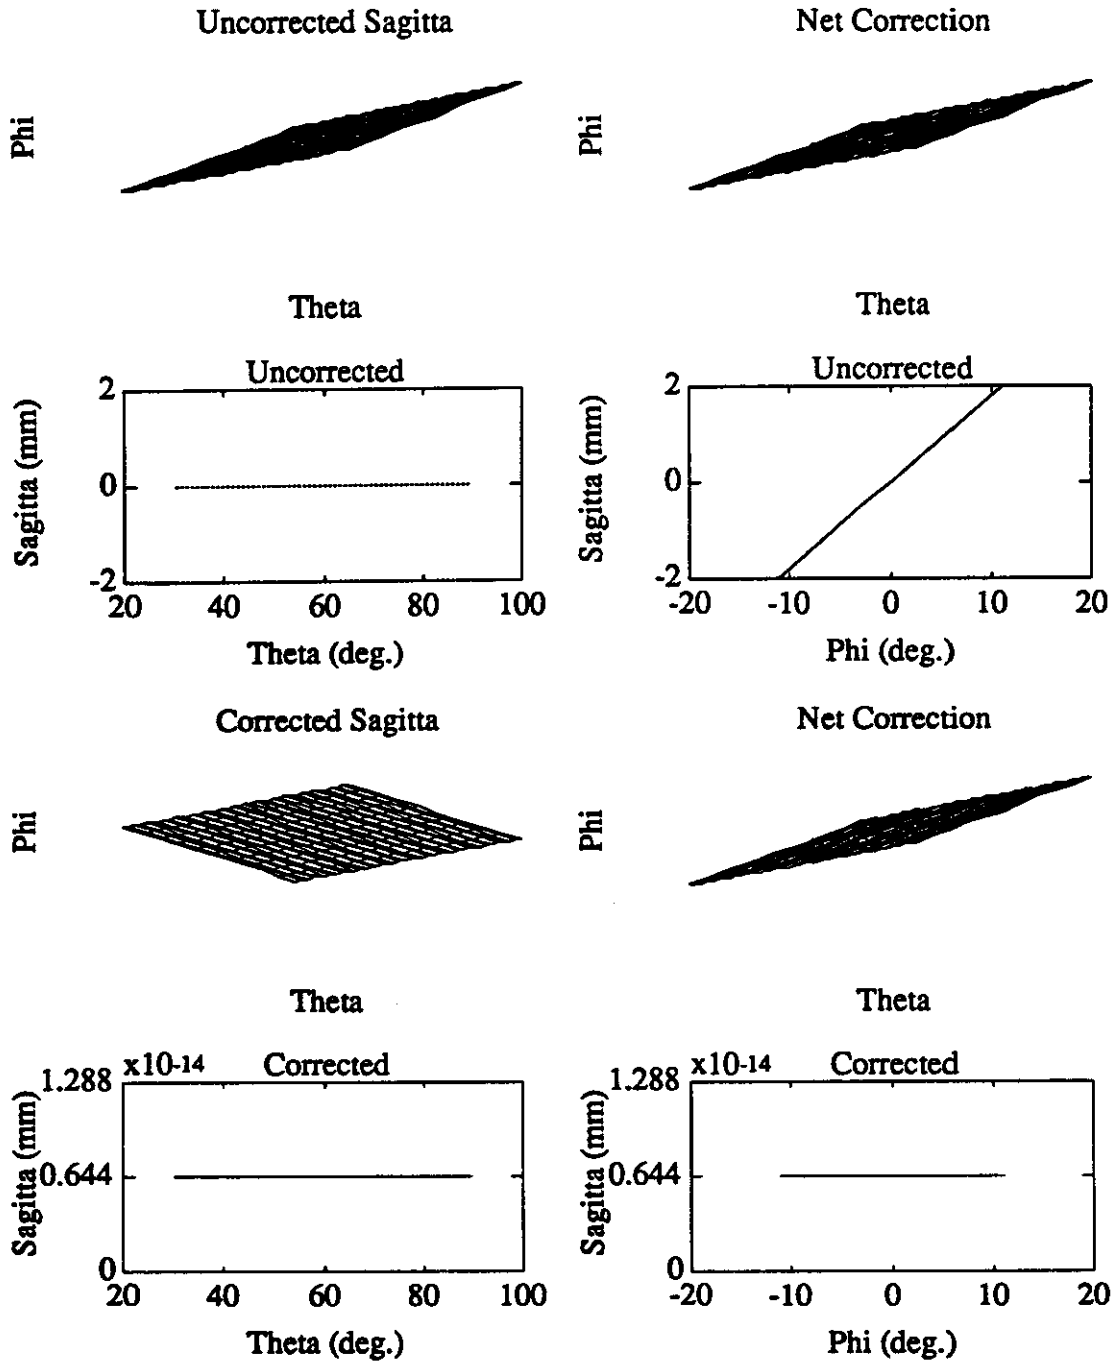 Uncorrected Sagitta
Net Correction
Phi
Phi
Theta
Theta
Uncorrected
Uncorrected
Sagitta (mm)
2
0
-2
20 40 60 80 100
Theta (deg.)
Sagitta (mm)
2
0
-2
-20 -10 0 10 20
Phi (deg.)
Corrected Sagitta
Net Correction
Phi
Phi
Theta
Theta
x10-14 Corrected
Sagitta (mm)
1.288
0.644
0
20 40 60 80 100
Theta (deg.)
x10-14 Corrected
Sagitta (mm)
1.288
0.644
0
-20 -10 0 10 20
Phi (deg.)